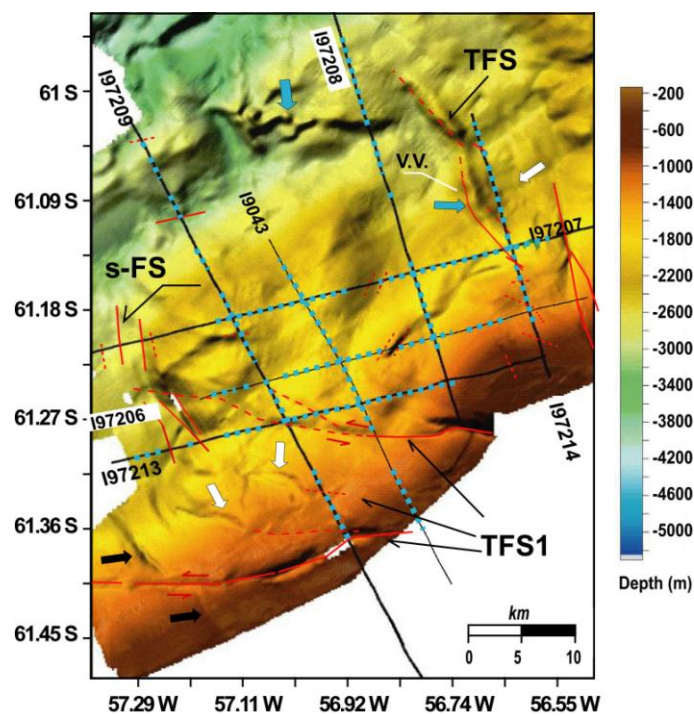 I97208
TFS
61 S
I97209
-200
-600
-1000
V.V.
-1400
61.09 S
I9043
-1800
I97207
-2200
s-FS
-2600
61.18 S
-3000
-3400
-3800
61.27 S
I97206
-4200
I97213
I97214
-4600
-5000
61.36 S
TFS1
Depth (m)
km
61.45 S
0 5 10
57.29 W 57.11 W 56.92 W 56.74 W 56.55 W